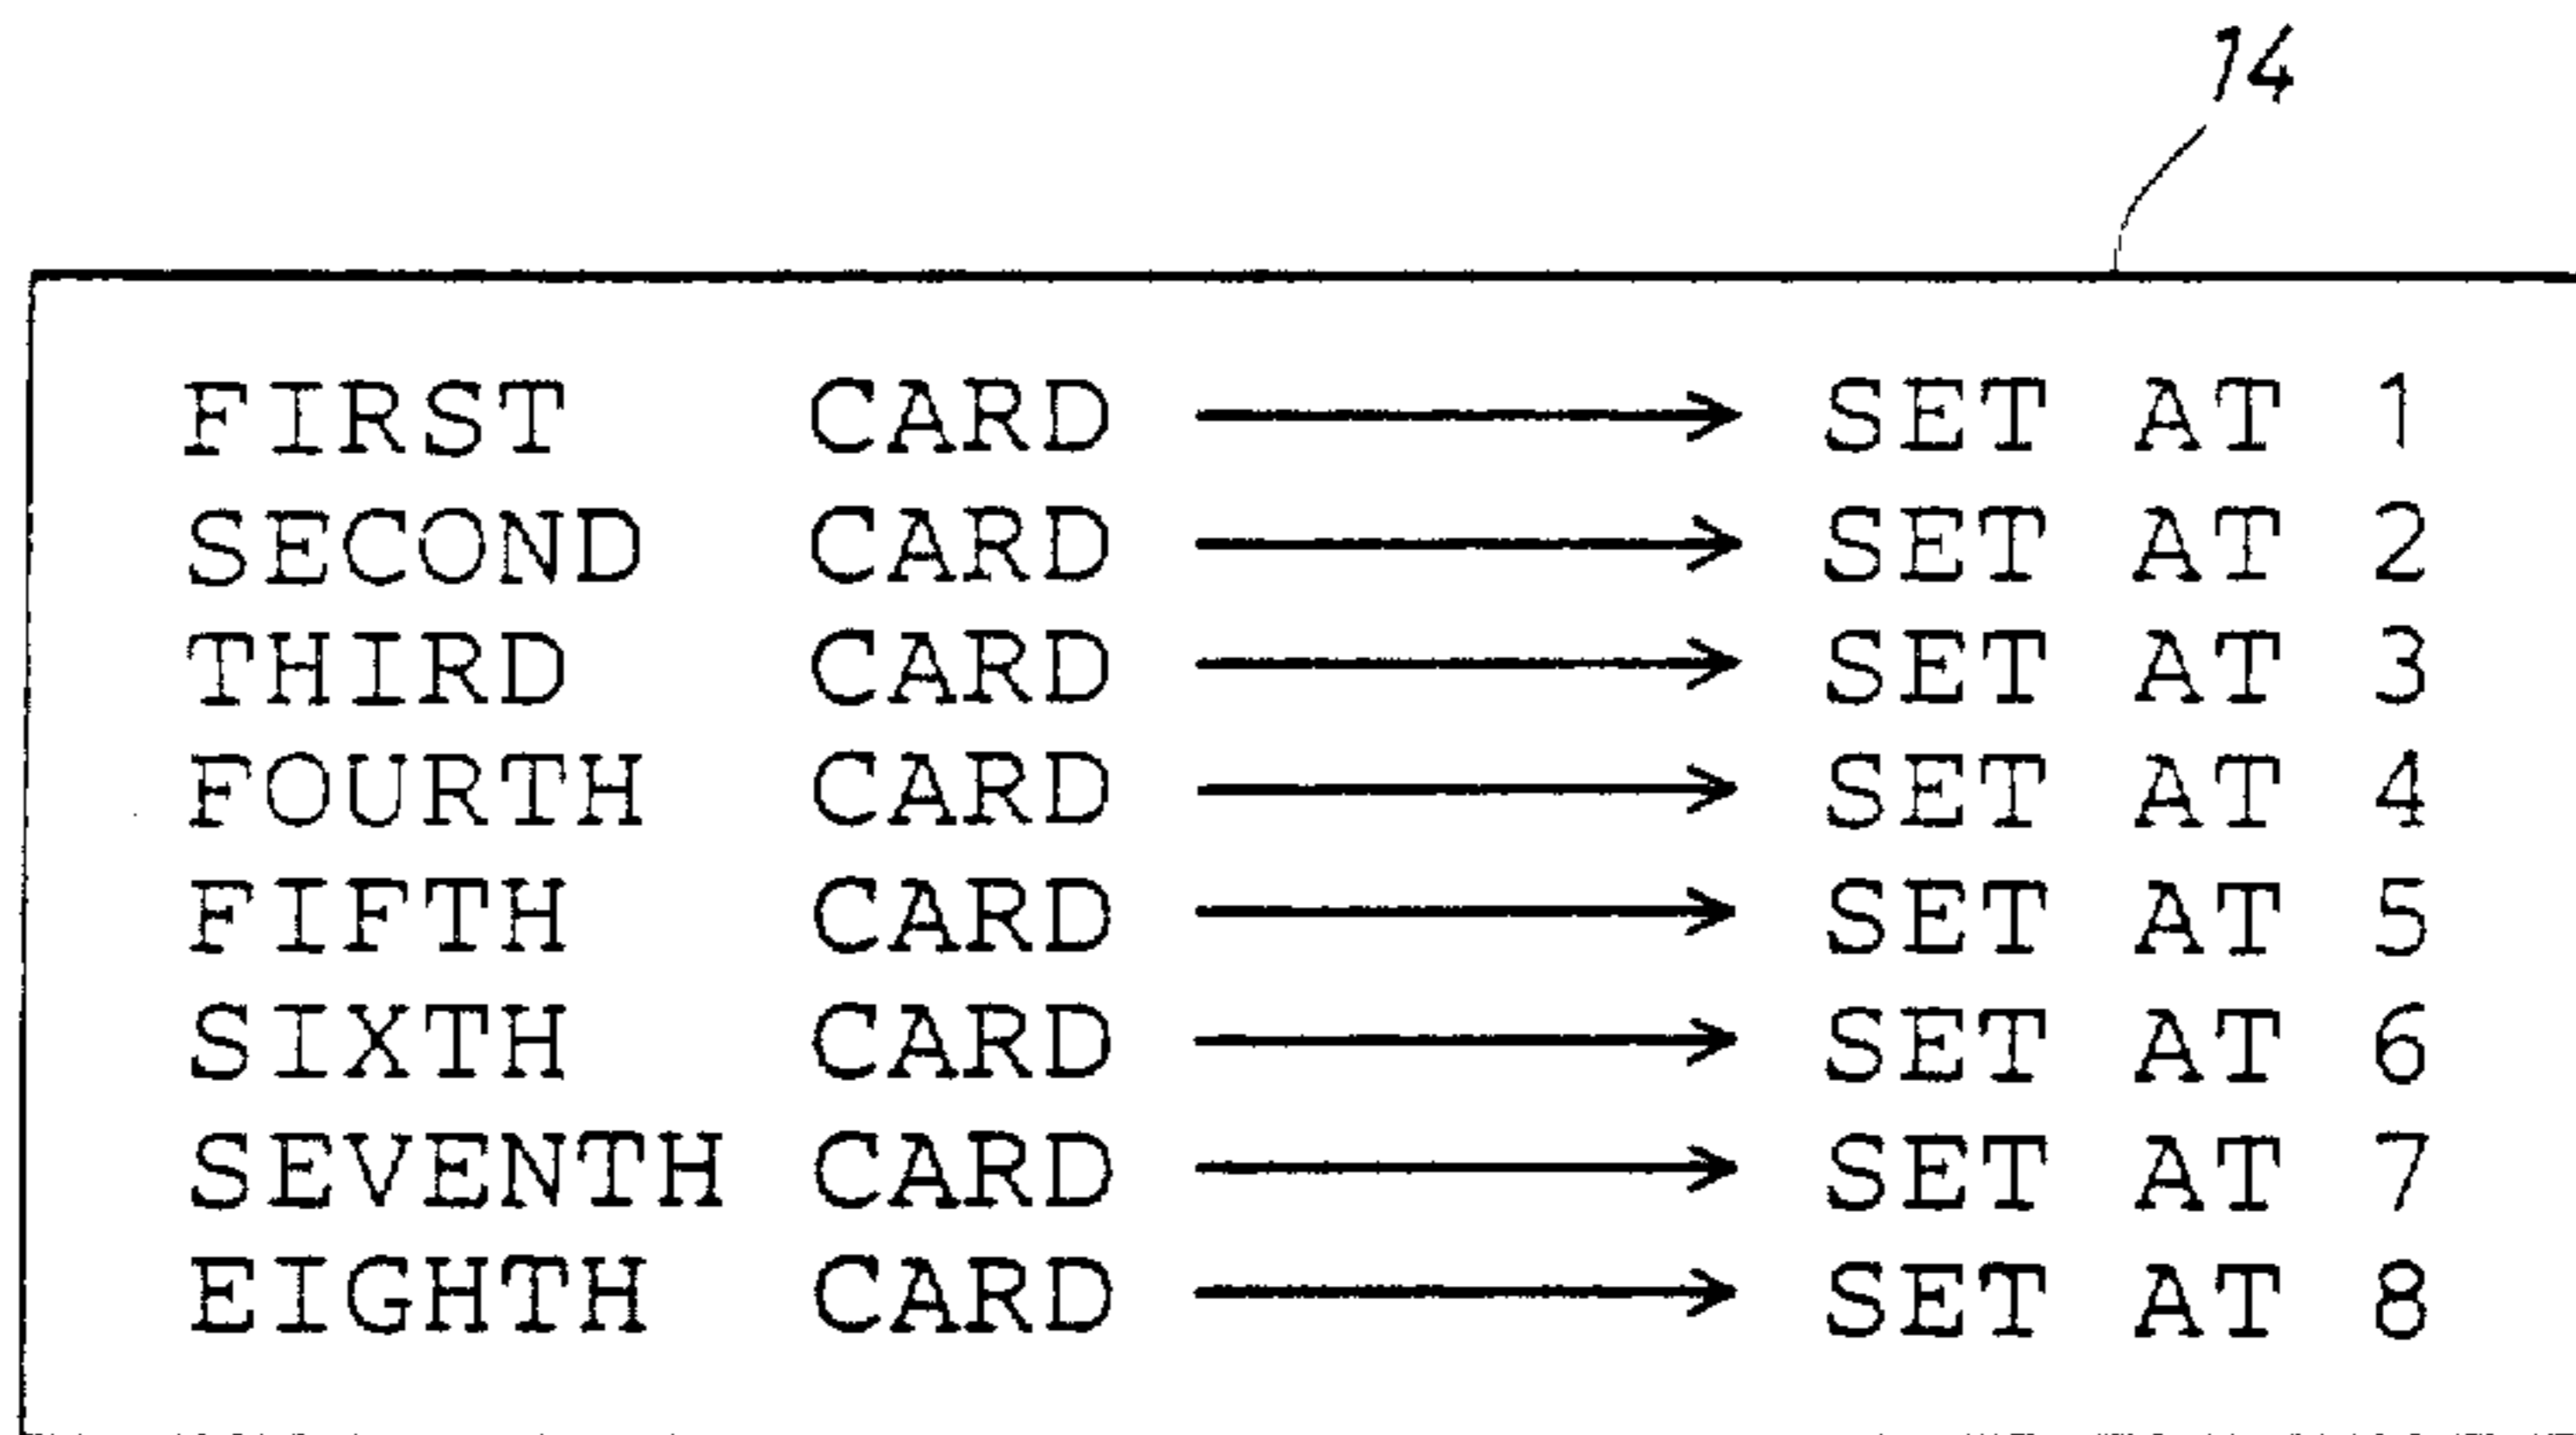 14
FIRST CARD ⟶ SET AT 1
SECOND CARD ⟶ SET AT 2
THIRD CARD ⟶ SET AT 3
FOURTH CARD ⟶ SET AT 4
FIFTH CARD ⟶ SET AT 5
SIXTH CARD ⟶ SET AT 6
SEVENTH CARD ⟶ SET AT 7
EIGHTH CARD ⟶ SET AT 8